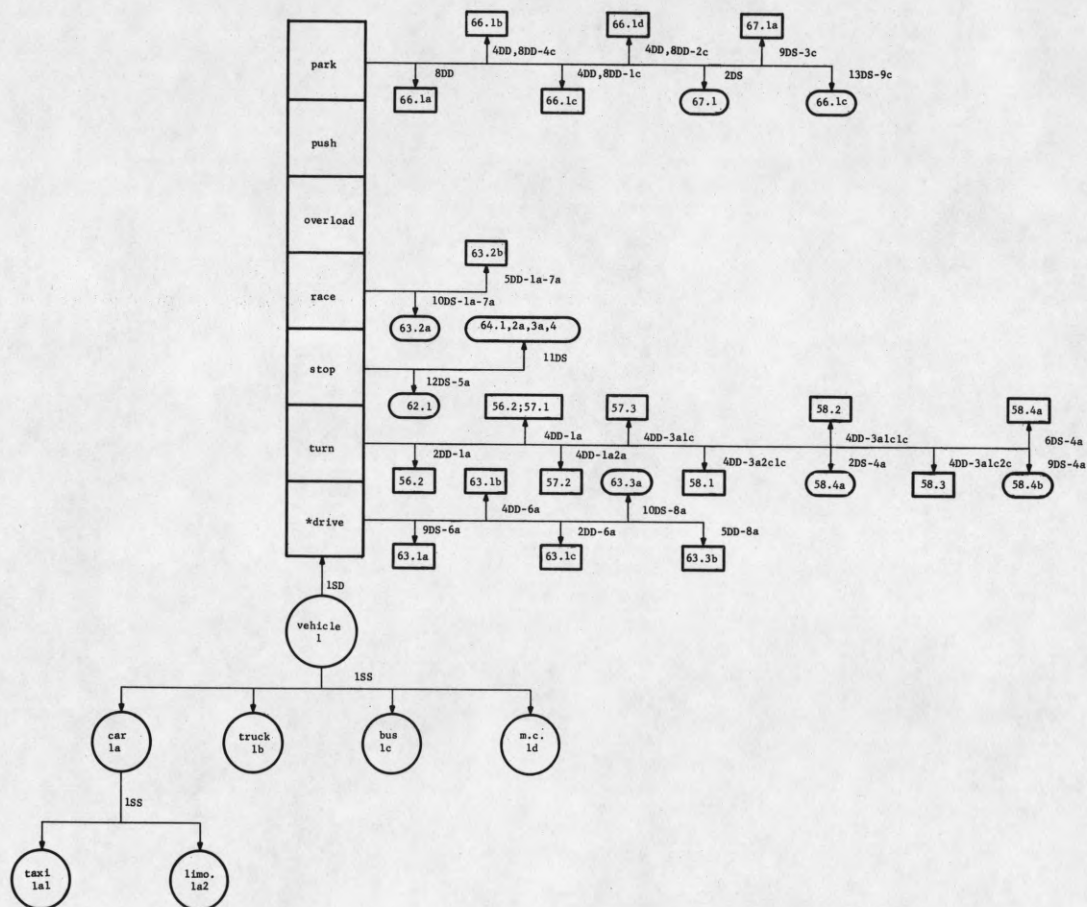 66.1b
66.1d
67.1a
4DD,8DD-4c
4DD,8DD-2c
9DS-3c
park
8DD
4DD,8DD-1c
2DS
13DS-9c
66.1a
66.1c
67.1
66.1c
push
overload
63.2b
race
5DD-1a-7a
10DS-1a-7a
63.2a
64.1,2a,3a,4
stop
11DS
12DS-5a
62.1
56.2;57.1
57.3
58.2
58.4a
turn
4DD-1a
4DD-3a1c
4DD-3a1c1c
6DS-4a
2DD-1a
4DD-1a2a
4DD-3a2c1c
2DS-4a
4DD-3a1c2c
9DS-4a
56.2
63.1b
57.2
63.3a
58.1
58.4a
58.3
58.4b
*drive
4DD-6a
10DS-8a
9DS-6a
2DD-6a
5DD-8a
63.1a
63.1c
63.3b
1SD
vehicle
1
1SS
car
1a
truck
1b
bus
1c
m.c.
1d
1SS
taxi
1a1
limo.
1a2